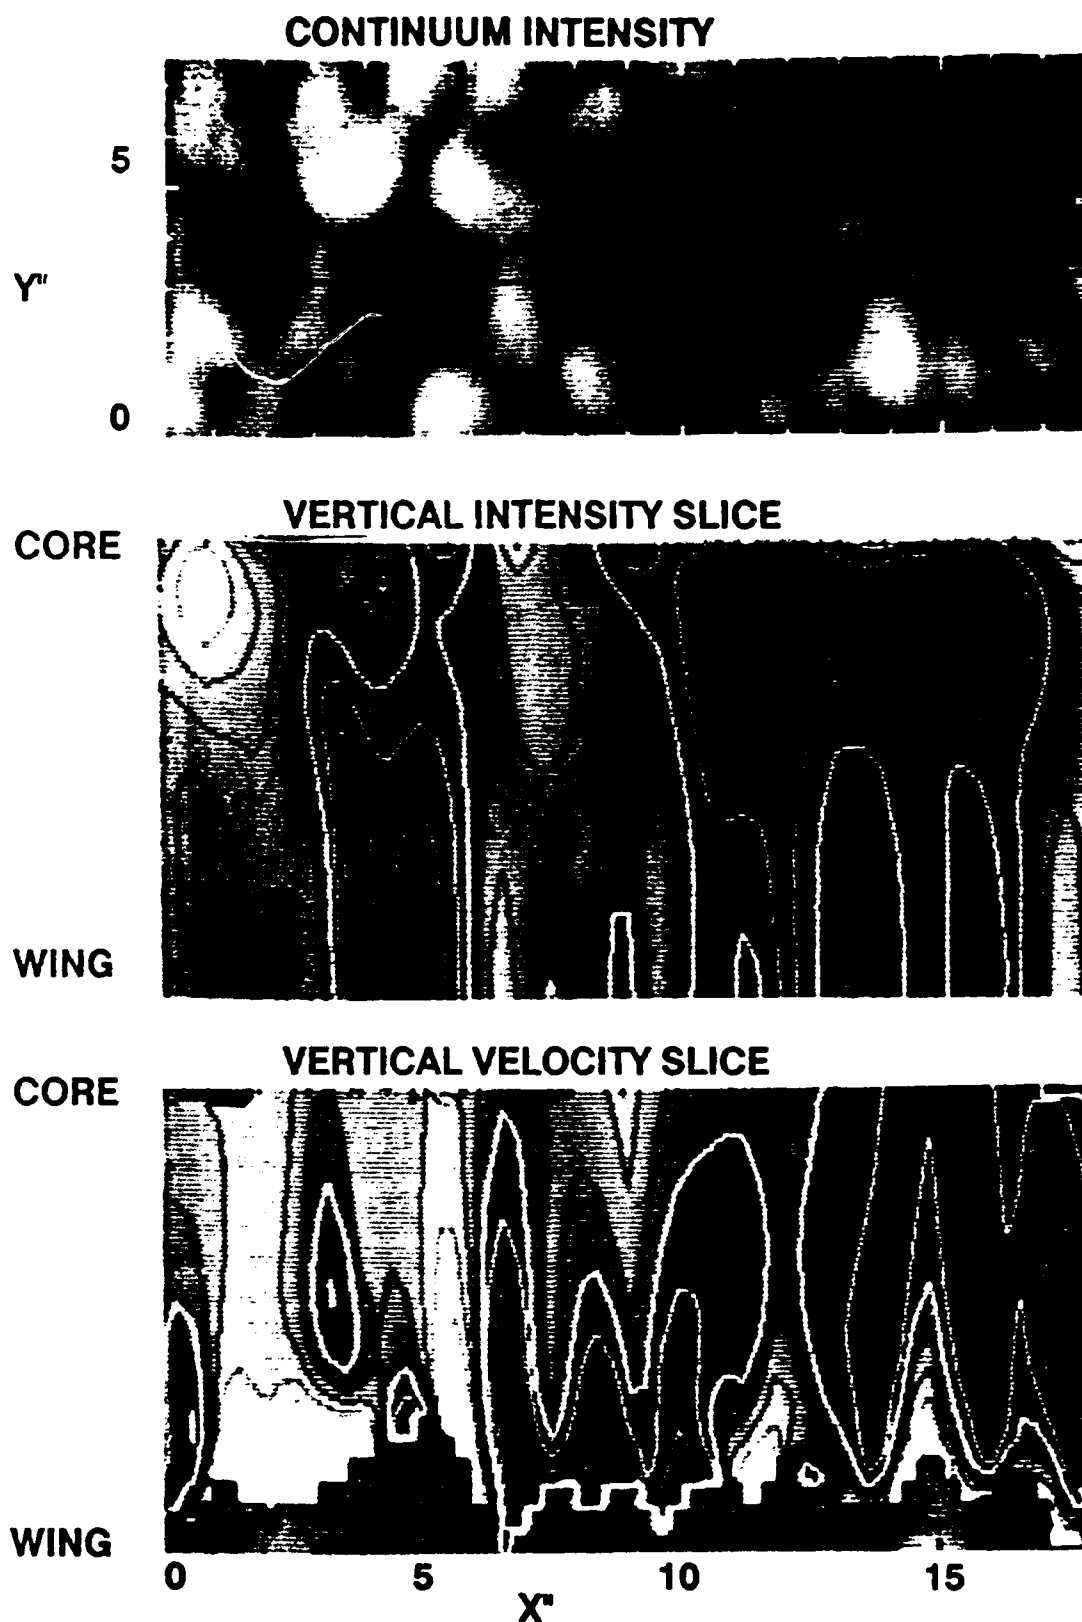 CONTINUUM INTENSITY
5
Y"
0
VERTICAL INTENSITY SLICE
CORE
WING
VERTICAL VELOCITY SLICE
CORE
WING
0 5 10 15
X"